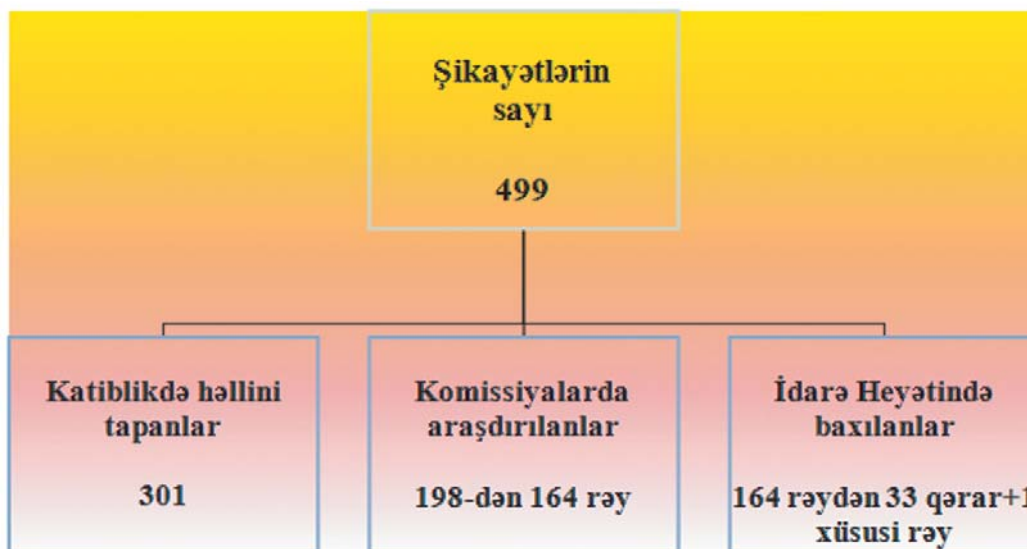 Şikayətlərin
sayı
499
Katiblikdə həllini
tapanlar
301
Komissiyalarda
araşdırılanlar
198-dən 164 rəy
İdarə Heyətində
baxılanlar
164 rəydən 33 qərar+1
xüsusi rəy